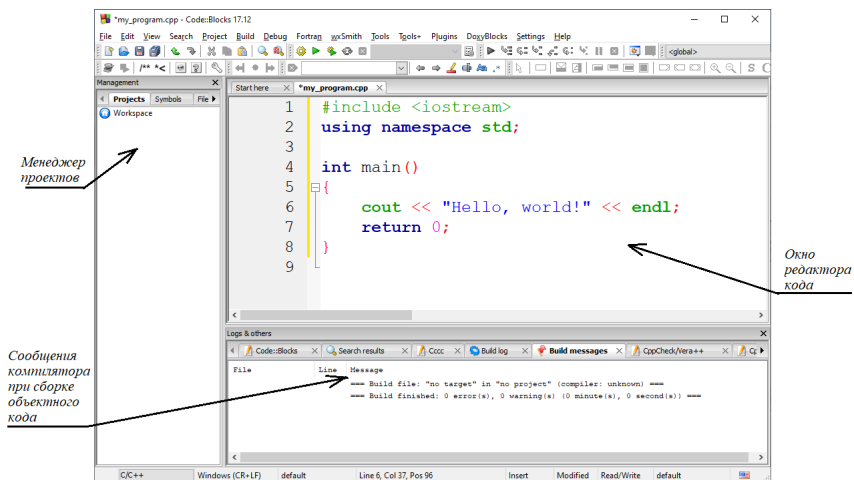 *my_program.cpp - Code::Blocks 17.12
File Edit View Search Project Build Debug Fortran wxSmith Tools Tools+ Plugins DoxyBlocks Settings Help
<global>
/** *<
S C
Management
Projects Symbols File
Workspace
Start here *my_program.cpp
1 #include <iostream>
2 using namespace std;
3
4 int main()
5 {
6 cout << "Hello, world!" << endl;
7 return 0;
8 }
9
Менеджер
проектов
Окно
редактора
кода
Сообщения
компилятора
при сборке
объектного
кода
Logs & others
Code::Blocks Search results Cccc Build log Build messages CppCheck/Vera++
File Line Message
=== Build file: "no target" in "no project" (compiler: unknown) ===
=== Build finished: 0 error(s), 0 warning(s) (0 minute(s), 0 second(s)) ===
C/C++ Windows (CR+LF) default Line 6, Col 37, Pos 96 Insert Modified Read/Write default